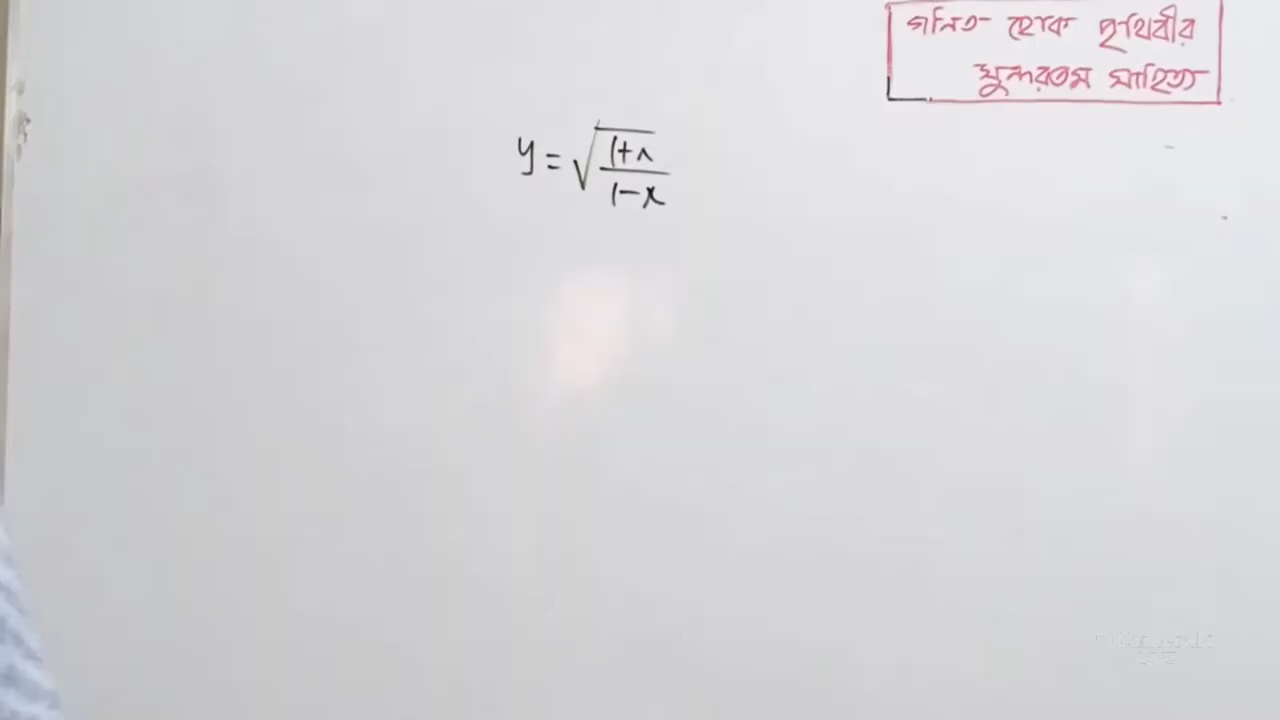 গনিত হোক পৃথিবীর
সুন্দরতম সাহিত্য
y = √(1+x / 1-x)